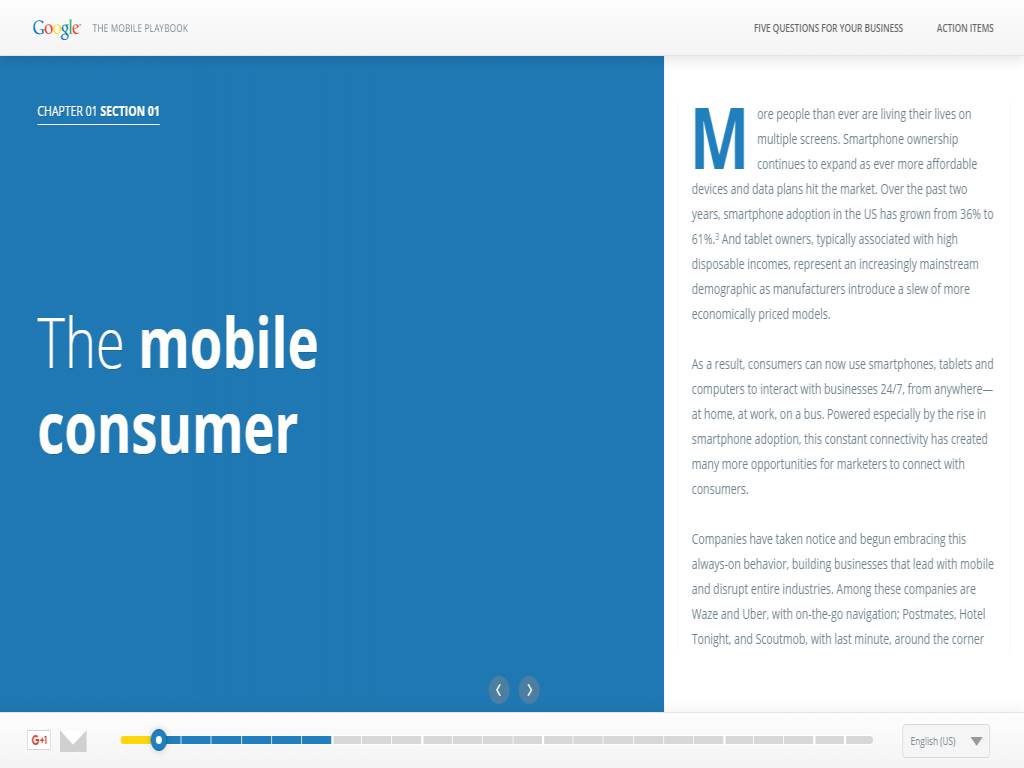 Google THE MOBILE PLAYBOOK
FIVE QUESTIONS FOR YOUR BUSINESS
ACTION ITEMS
CHAPTER 01 SECTION 01
The mobile
consumer
More people than ever are living their lives on
multiple screens. Smartphone ownership
continues to expand as ever more affordable
devices and data plans hit the market. Over the past two
years, smartphone adoption in the US has grown from 36% to
61%.³ And tablet owners, typically associated with high
disposable incomes, represent an increasingly mainstream
demographic as manufacturers introduce a slew of more
economically priced models.
As a result, consumers can now use smartphones, tablets and
computers to interact with businesses 24/7, from anywhere—
at home, at work, on a bus. Powered especially by the rise in
smartphone adoption, this constant connectivity has created
many more opportunities for marketers to connect with
consumers.
Companies have taken notice and begun embracing this
always-on behavior, building businesses that lead with mobile
and disrupt entire industries. Among these companies are
Waze and Uber, with on-the-go navigation; Postmates, Hotel
Tonight, and Scoutmob, with last minute, around the corner
G+1
English (US)